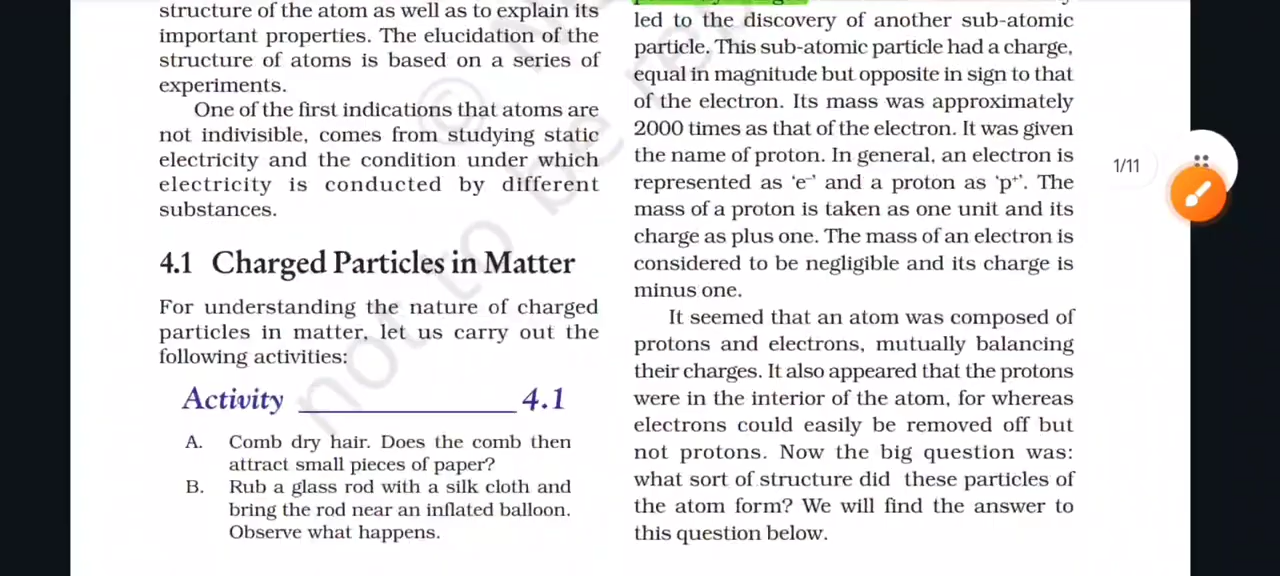 structure of the atom as well as to explain its
important properties. The elucidation of the
structure of atoms is based on a series of
experiments.
One of the first indications that atoms are
not indivisible, comes from studying static
electricity and the condition under which
electricity is conducted by different
substances.
4.1 Charged Particles in Matter
For understanding the nature of charged
particles in matter, let us carry out the
following activities:
Activity ______________ 4.1
A. Comb dry hair. Does the comb then
attract small pieces of paper?
B. Rub a glass rod with a silk cloth and
bring the rod near an inflated balloon.
Observe what happens.
led to the discovery of another sub-atomic
particle. This sub-atomic particle had a charge,
equal in magnitude but opposite in sign to that
of the electron. Its mass was approximately
2000 times as that of the electron. It was given
the name of proton. In general, an electron is
represented as ‘e⁻’ and a proton as ‘p⁺’. The
mass of a proton is taken as one unit and its
charge as plus one. The mass of an electron is
considered to be negligible and its charge is
minus one.
It seemed that an atom was composed of
protons and electrons, mutually balancing
their charges. It also appeared that the protons
were in the interior of the atom, for whereas
electrons could easily be removed off but
not protons. Now the big question was:
what sort of structure did these particles of
the atom form? We will find the answer to
this question below.
1/11
© N
not to be re